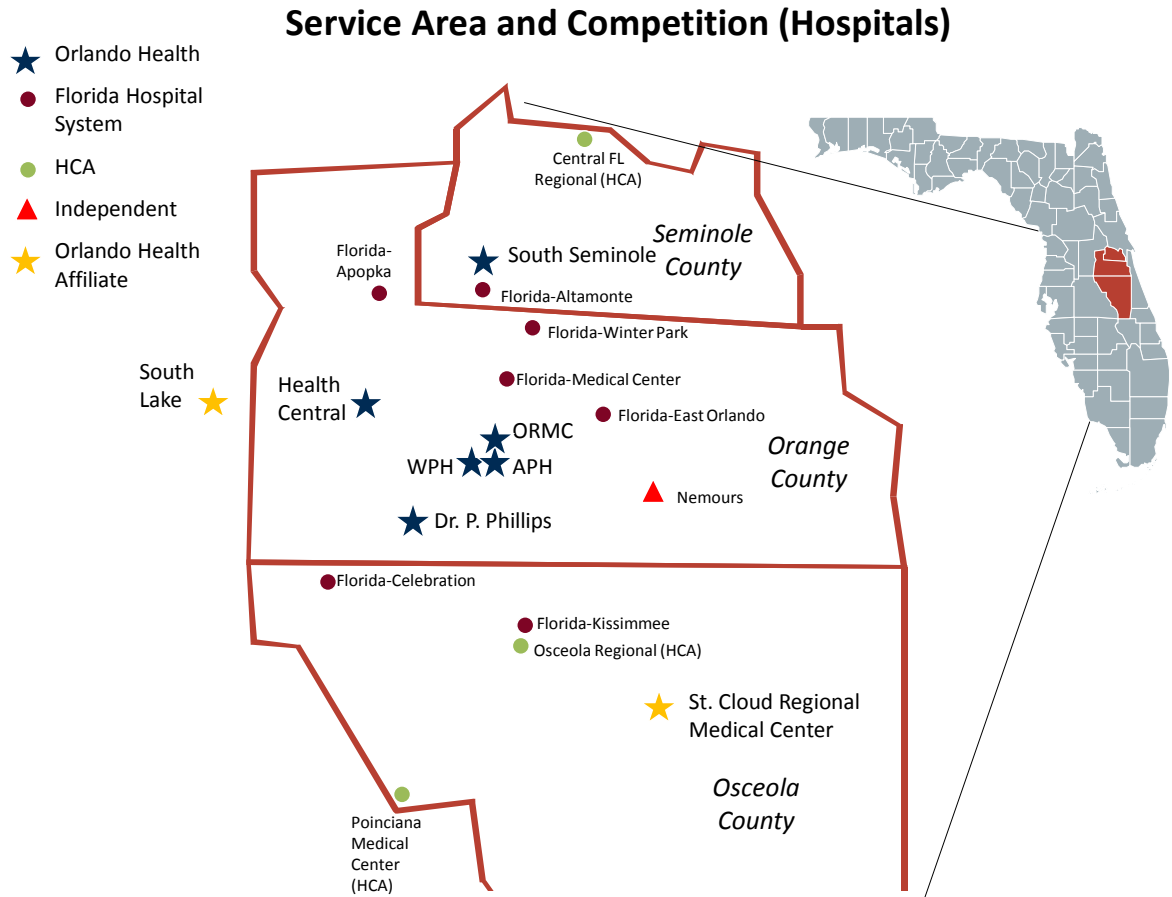 Service Area and Competition (Hospitals)
Orlando Health
Florida Hospital
System
HCA
Independent
Orlando Health
Affiliate
Central FL
Regional (HCA)
Seminole
County
South Seminole
Florida-
Apopka
Florida-Altamonte
Florida-Winter Park
South
Lake
Health
Central
Florida-Medical Center
Florida-East Orlando
ORMC
WPH
APH
Orange
County
Nemours
Dr. P. Phillips
Florida-Celebration
Florida-Kissimmee
Osceola Regional (HCA)
St. Cloud Regional
Medical Center
Osceola
County
Poinciana
Medical
Center
(HCA)